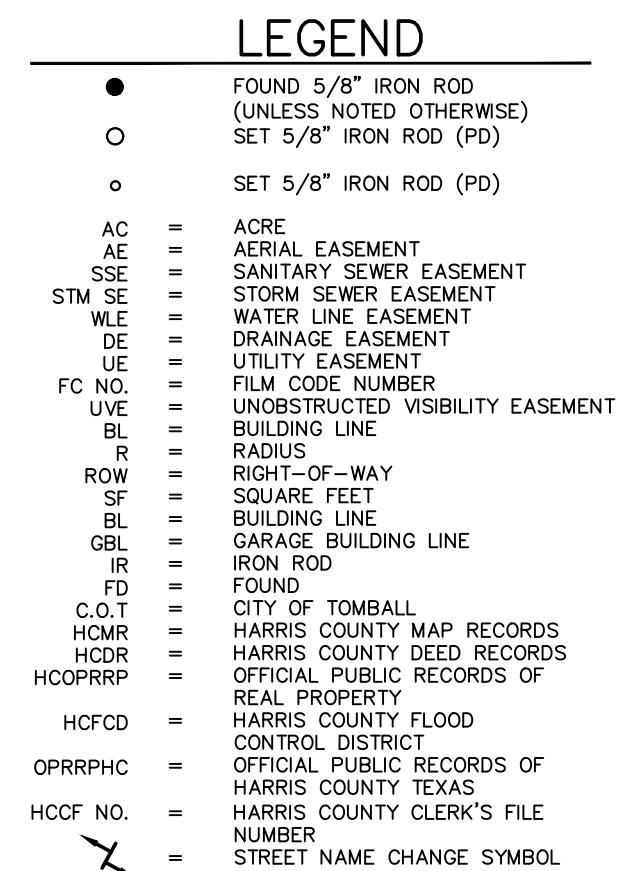 LEGEND
FOUND 5/8" IRON ROD
(UNLESS NOTED OTHERWISE)
SET 5/8" IRON ROD (PD)
SET 5/8" IRON ROD (PD)
AC = ACRE
AE = AERIAL EASEMENT
SSE = SANITARY SEWER EASEMENT
STM SE = STORM SEWER EASEMENT
WLE = WATER LINE EASEMENT
DE = DRAINAGE EASEMENT
UE = UTILITY EASEMENT
FC NO. = FILM CODE NUMBER
UVE = UNOBSTRUCTED VISIBILITY EASEMENT
BL = BUILDING LINE
R = RADIUS
ROW = RIGHT-OF-WAY
SF = SQUARE FEET
BL = BUILDING LINE
GBL = GARAGE BUILDING LINE
IR = IRON ROD
FD = FOUND
C.O.T = CITY OF TOMBALL
HCMR = HARRIS COUNTY MAP RECORDS
HCDR = HARRIS COUNTY DEED RECORDS
HCOPRRP = OFFICIAL PUBLIC RECORDS OF
REAL PROPERTY
HCFCD = HARRIS COUNTY FLOOD
CONTROL DISTRICT
OPRRPHC = OFFICIAL PUBLIC RECORDS OF
HARRIS COUNTY TEXAS
HCCF NO. = HARRIS COUNTY CLERK'S FILE
NUMBER
= STREET NAME CHANGE SYMBOL